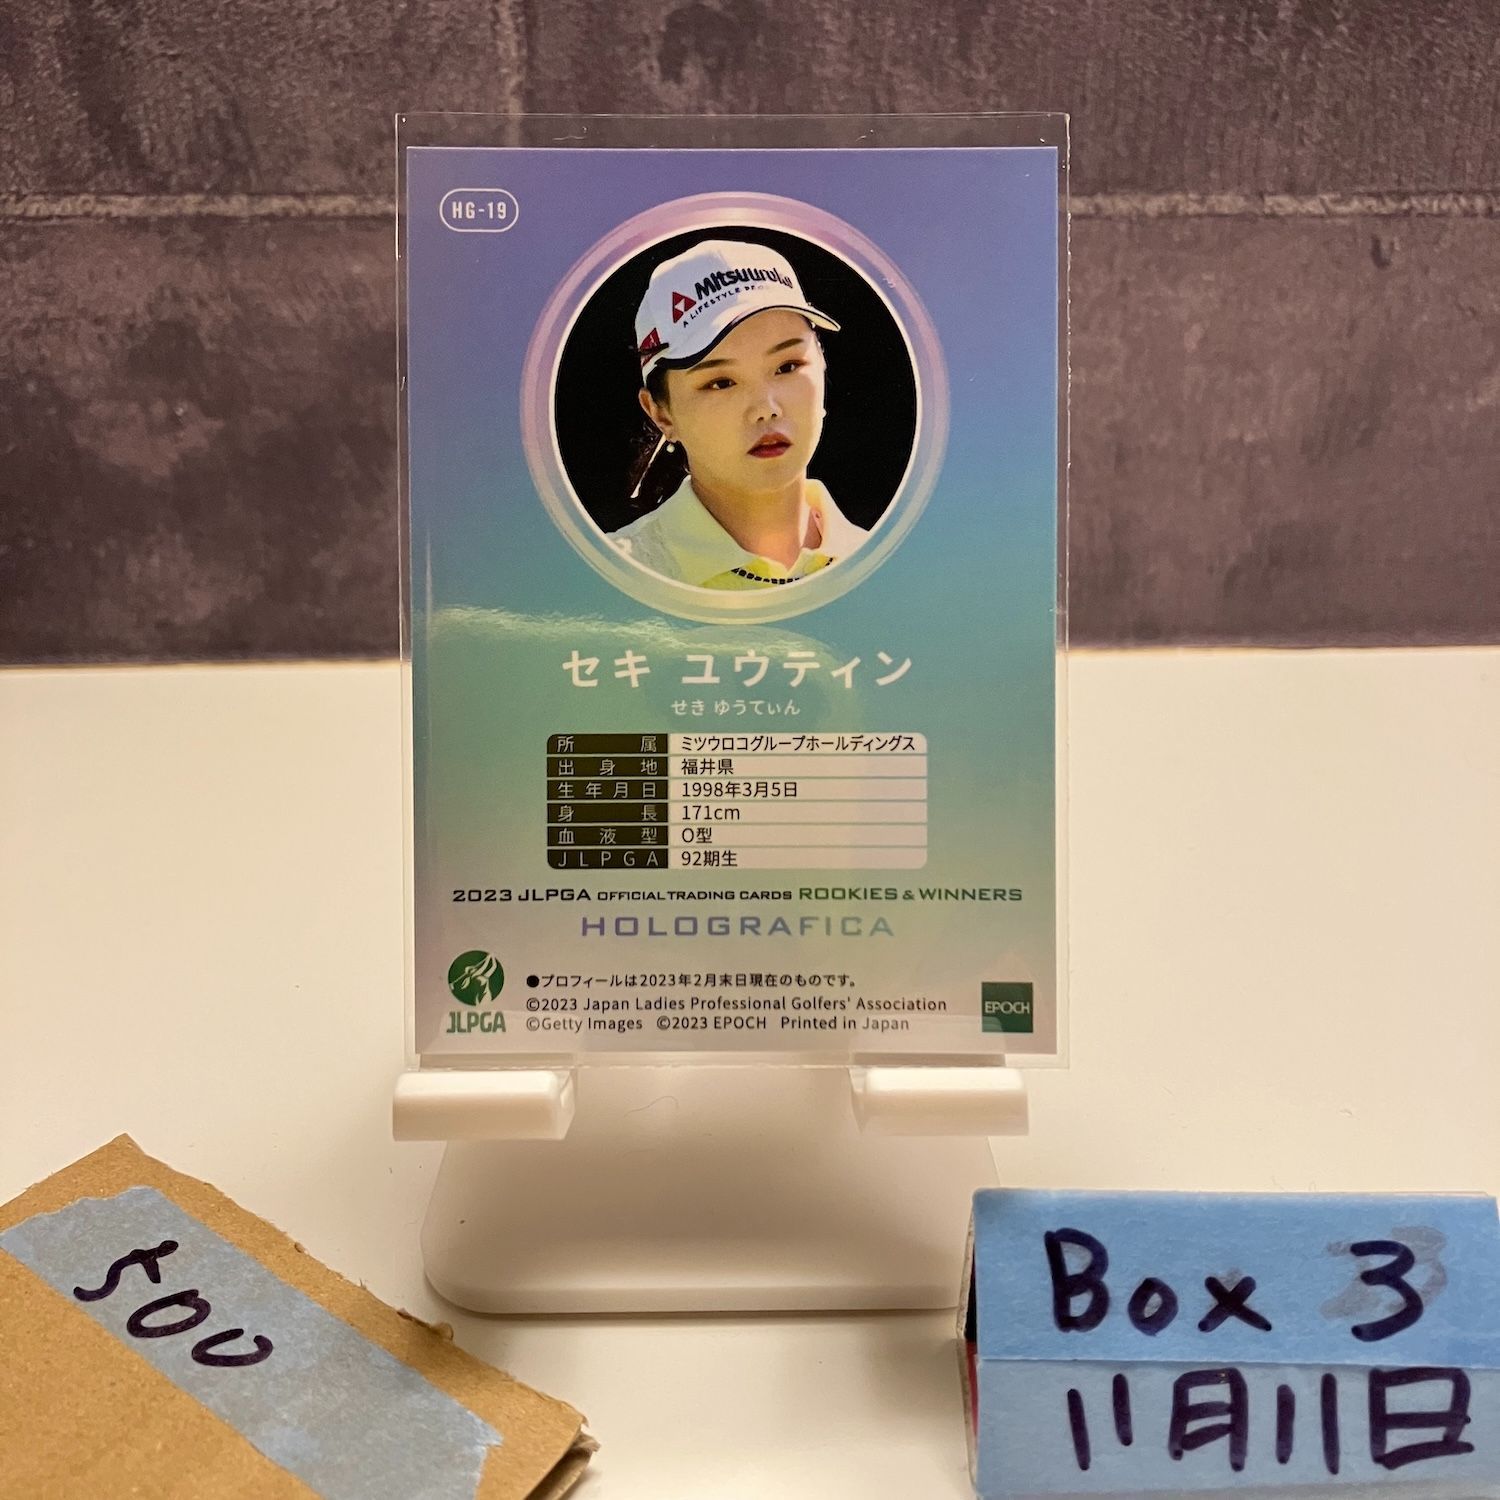 HG-19
Mitsuuroko
A LIFESTYLE
セキ ユウティン
せき ゆうてぃん
所属 ミツウロコグループホールディングス
出身地 福井県
生年月日 1998年3月5日
身長 171cm
血液型 O型
JLPGA 92期生
2023 JLPGA OFFICIAL TRADING CARDS ROOKIES & WINNERS
HOLOGRAFICA
●プロフィールは2023年2月末日現在のものです。
©2023 Japan Ladies Professional Golfers' Association
©Getty Images ©2023 EPOCH Printed in Japan
JLPGA
EPOCH
500
Box 3
11月11日